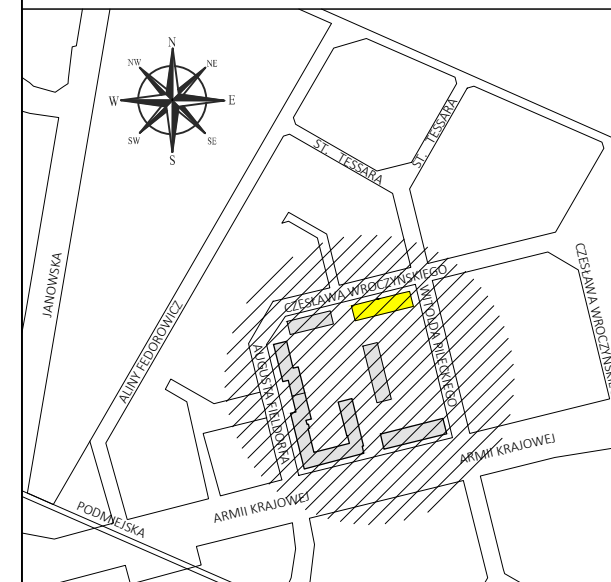 N
NW
NE
W
E
SW
SE
S
ST. TESSARA
ST. TESSARA
JANOWSKA
ALINY FEDOROWICZ
CZESŁAWA WROCZYŃSKIEGO
CZESŁAWA WROCZYŃSKIE
AUGUSTA FIELDORFA
WITOLDA PILECKIEGO
ARMII KRAJOWEJ
ARMII KRAJOWEJ
PODMIEJSKA